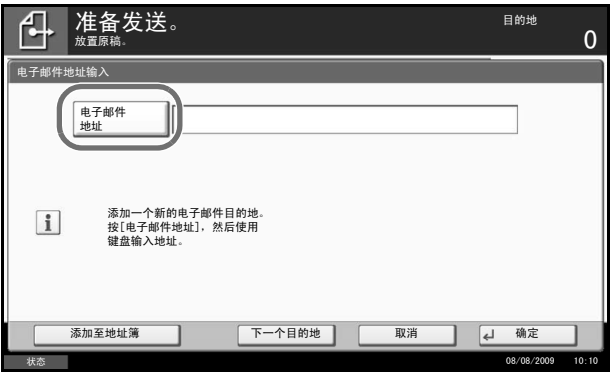 准备发送。
放置原稿。
目的地
0
电子邮件地址输入
电子邮件
地址
添加一个新的电子邮件目的地。
按[电子邮件地址]，然后使用
键盘输入地址。
添加至地址簿
下一个目的地
取消
确定
状态
08/08/2009
10:10